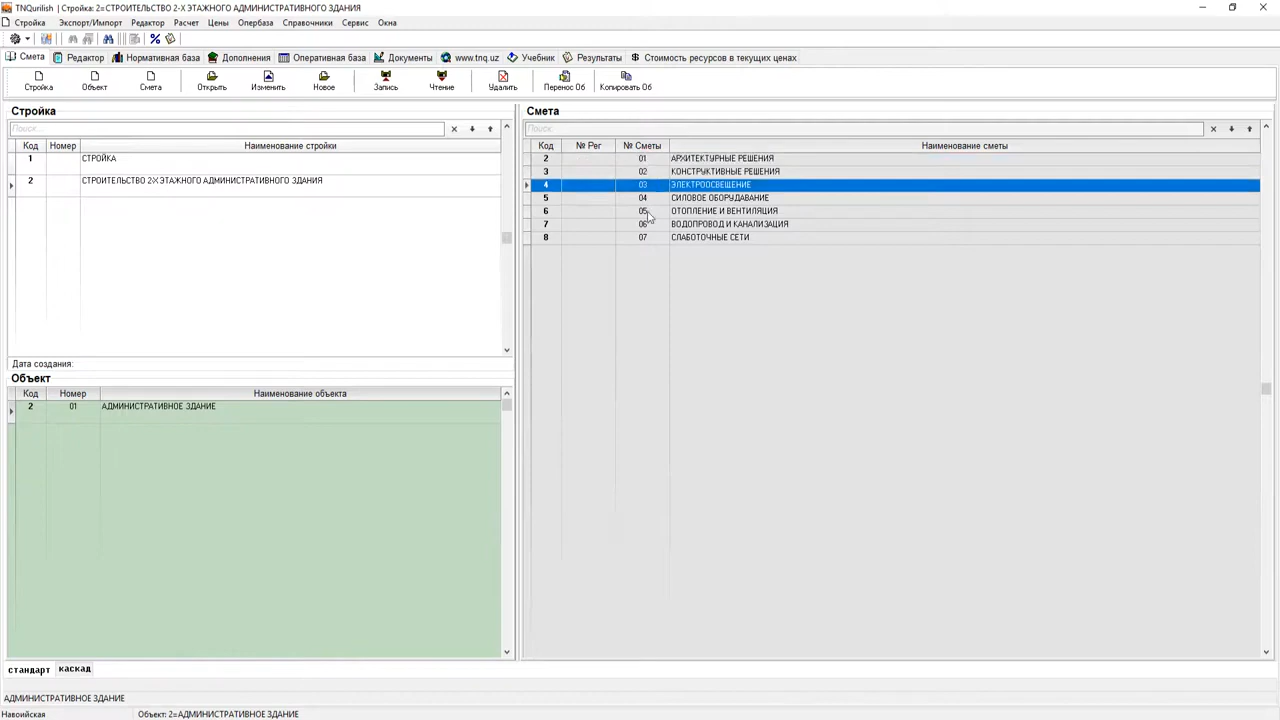 TNQurilish | Стройка: 2=СТРОИТЕЛЬСТВО 2-Х ЭТАЖНОГО АДМИНИСТРАТИВНОГО ЗДАНИЯ
Стройка Экспорт/Импорт Редактор Расчет Цены Опербаза Справочники Сервис Окна
Смета Редактор Нормативная база Дополнения Оперативная база Документы www.tnq.uz Учебник Результаты $ Стоимость ресурсов в текущих ценах
Стройка Объект Смета Открыть Изменить Новое Запись Чтение Удалить Перенос Об Копировать Об
Стройка
Поиск...
Код Номер Наименование стройки
1 СТРОЙКА
2 СТРОИТЕЛЬСТВО 2-Х ЭТАЖНОГО АДМИНИСТРАТИВНОГО ЗДАНИЯ
Дата создания:
Объект
Код Номер Наименование объекта
2 01 АДМИНИСТРАТИВНОЕ ЗДАНИЕ
Смета
Поиск:
Код № Рег № Сметы Наименование сметы
2 01 АРХИТЕКТУРНЫЕ РЕШЕНИЯ
3 02 КОНСТРУКТИВНЫЕ РЕШЕНИЯ
4 03 ЭЛЕКТРООСВЕЩЕНИЕ
5 04 СИЛОВОЕ ОБОРУДАВАНИЕ
6 05 ОТОПЛЕНИЕ И ВЕНТИЛЯЦИЯ
7 06 ВОДОПРОВОД И КАНАЛИЗАЦИЯ
8 07 СЛАБОТОЧНЫЕ СЕТИ
стандарт каскад
АДМИНИСТРАТИВНОЕ ЗДАНИЕ
Навоийская Объект: 2=АДМИНИСТРАТИВНОЕ ЗДАНИЕ